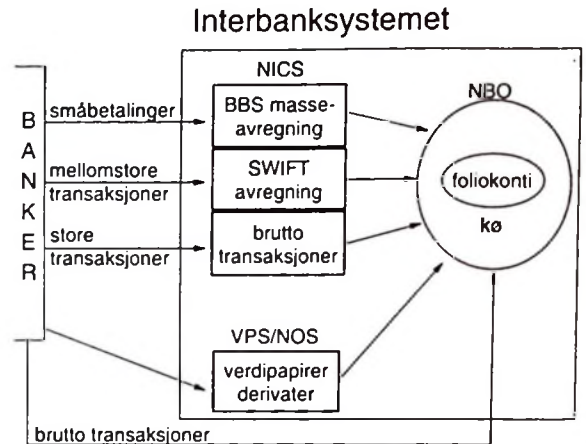 Interbanksystemet
NICS
NBO
BANKER
småbetalinger
BBS masse-
avregning
mellomstore
transaksjoner
SWIFT
avregning
foliokonti
kø
store
transaksjoner
brutto
transaksjoner
VPS/NOS
verdipapirer
derivater
brutto transaksjoner